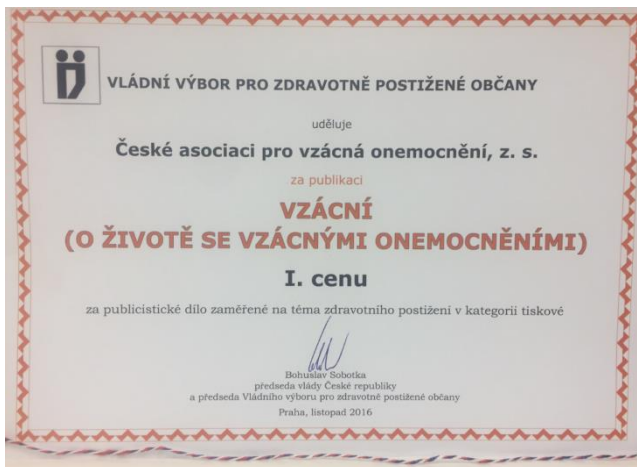 VLÁDNÍ VÝBOR PRO ZDRAVOTNĚ POSTIŽENÉ OBČANY
uděluje
České asociaci pro vzácná onemocnění, z. s.
za publikaci
VZÁCNÍ
(O ŽIVOTĚ SE VZÁCNÝMI ONEMOCNĚNÍMI)
I. cenu
za publicistické dílo zaměřené na téma zdravotního postižení v kategorii tiskové
Bohuslav Sobotka
předseda vlády České republiky
a předseda Vládního výboru pro zdravotně postižené občany
Praha, listopad 2016